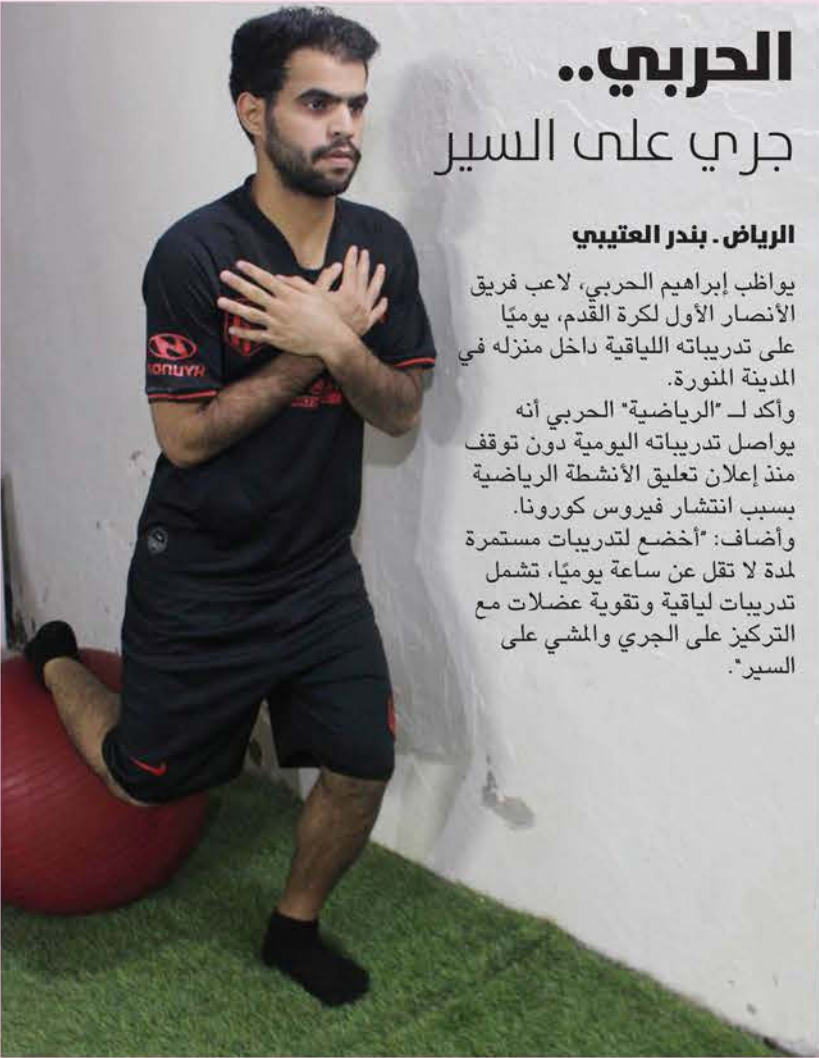 الحربي..
جري على السير
الرياض ـ بندر العتيبي
يواظب إبراهيم الحربي، لاعب فريق
الأنصار الأول لكرة القدم، يوميًا
على تدريباته اللياقية داخل منزله في
المدينة المنورة.
وأكد لــ "الرياضية" الحربي أنه
يواصل تدريباته اليومية دون توقف
منذ إعلان تعليق الأنشطة الرياضية
بسبب انتشار فيروس كورونا.
وأضاف: "أخضع لتدريبات مستمرة
لمدة لا تقل عن ساعة يوميًا، تشمل
تدريبات لياقية وتقوية عضلات مع
التركيز على الجري والمشي على
السير".
HYUNDAI